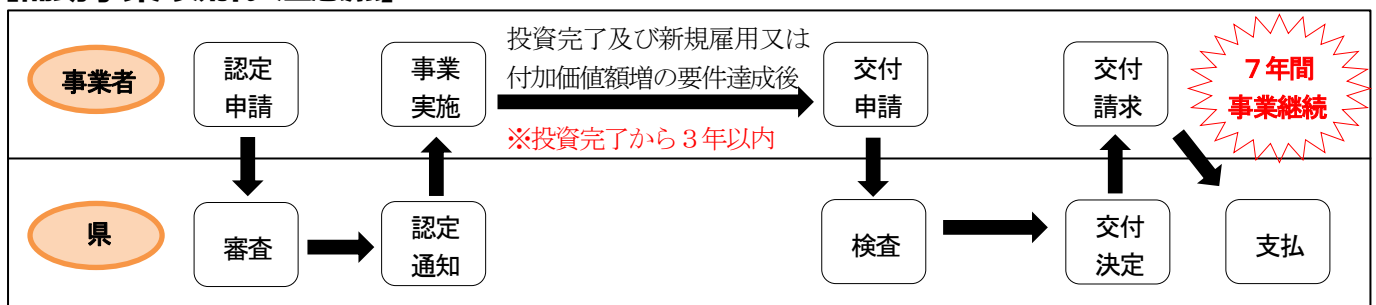 事業者
認定
申請
事業
実施
投資完了及び新規雇用又は
付加価値額増の要件達成後
※投資完了から３年以内
交付
申請
交付
請求
７年間
事業継続
県
審査
認定
通知
検査
交付
決定
支払